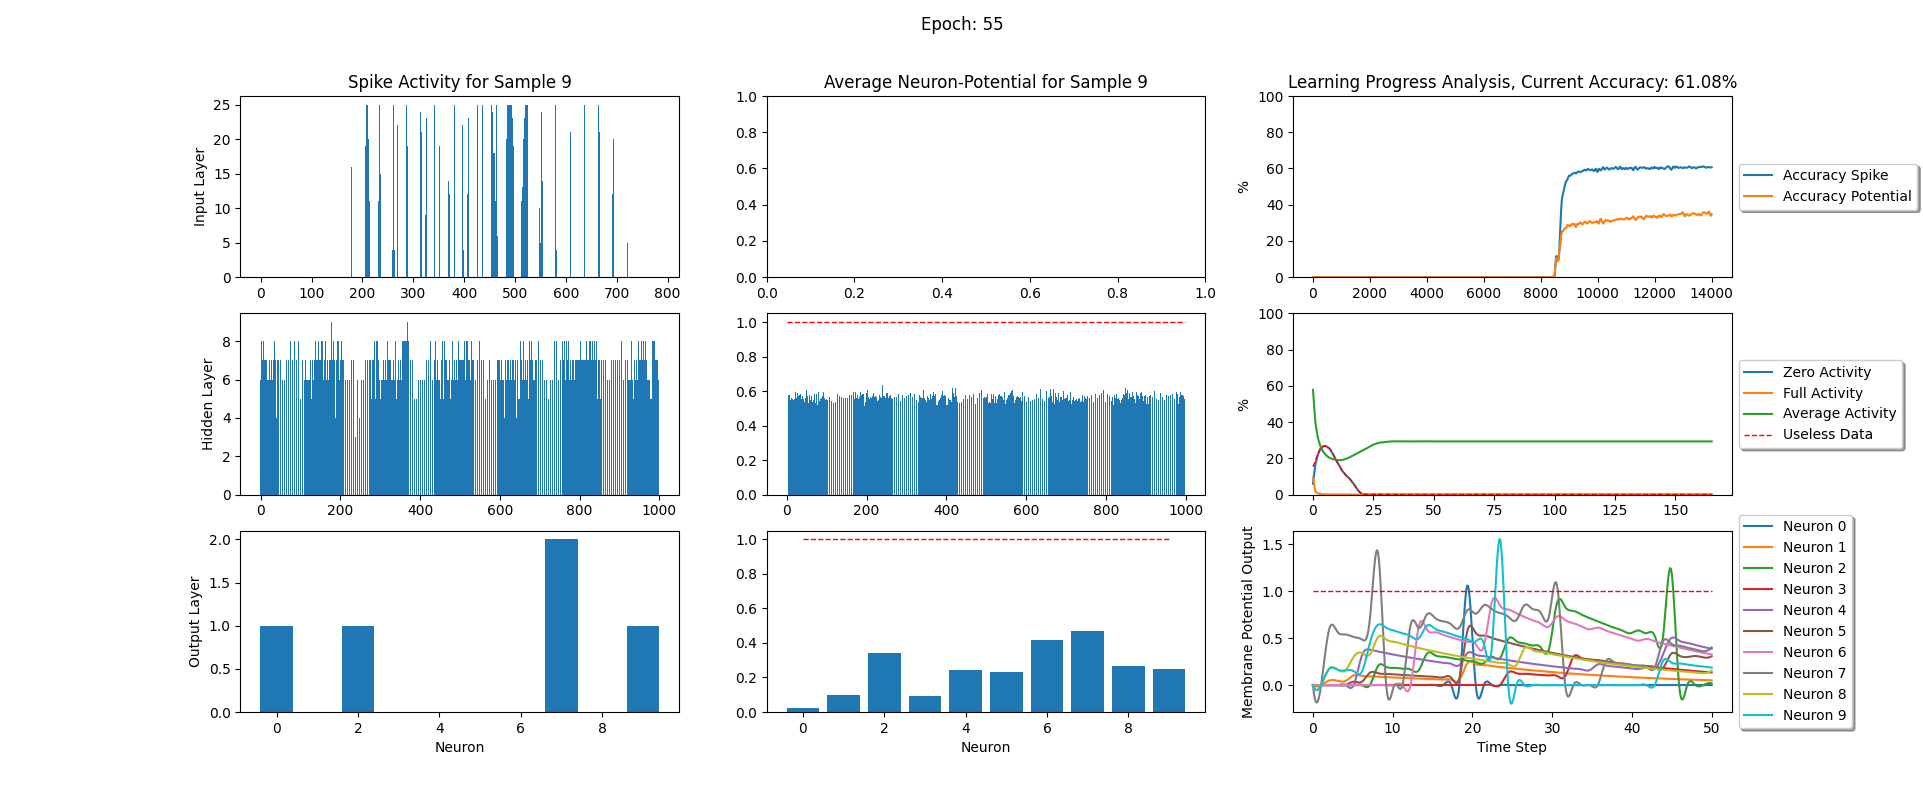 Epoch: 55
Spike Activity for Sample 9
Input Layer
25
20
15
10
5
0
0 100 200 300 400 500 600 700 800
Average Neuron-Potential for Sample 9
1.0
0.8
0.6
0.4
0.2
0.0
0.0 0.2 0.4 0.6 0.8 1.0
Learning Progress Analysis, Current Accuracy: 61.08%
%
100
80
60
40
20
0
0 2000 4000 6000 8000 10000 12000 14000
Accuracy Spike
Accuracy Potential
Hidden Layer
8
6
4
2
0
0 200 400 600 800 1000
1.0
0.8
0.6
0.4
0.2
0.0
0 200 400 600 800 1000
%
100
80
60
40
20
0
0 25 50 75 100 125 150
Zero Activity
Full Activity
Average Activity
Useless Data
Output Layer
2.0
1.5
1.0
0.5
0.0
0 2 4 6 8
Neuron
1.0
0.8
0.6
0.4
0.2
0.0
0 2 4 6 8
Neuron
Membrane Potential Output
1.5
1.0
0.5
0.0
0 10 20 30 40 50
Time Step
Neuron 0
Neuron 1
Neuron 2
Neuron 3
Neuron 4
Neuron 5
Neuron 6
Neuron 7
Neuron 8
Neuron 9